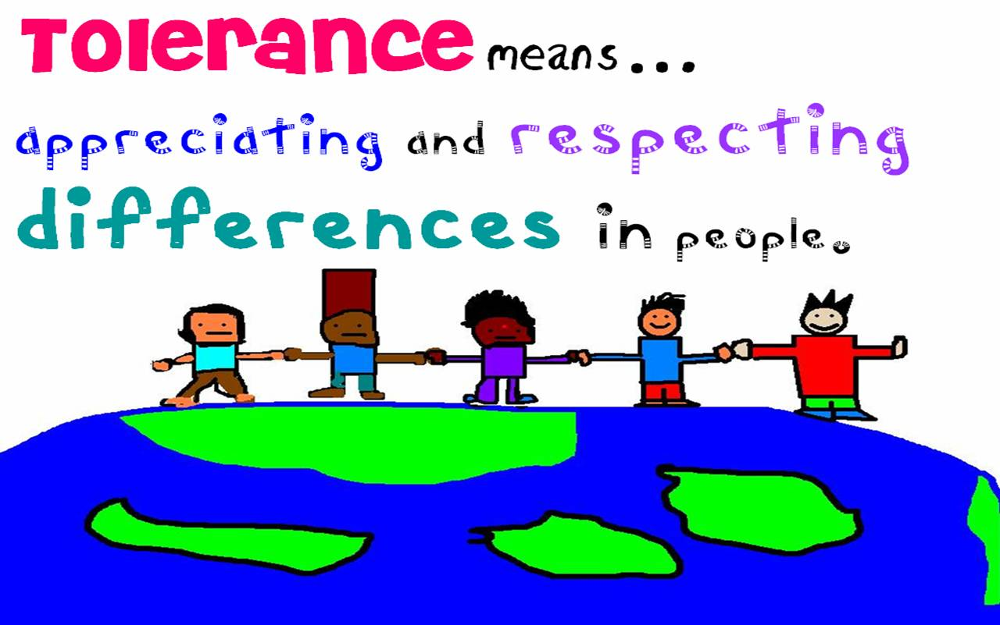 Tolerance means...
appreciating and respecting
differences in people.